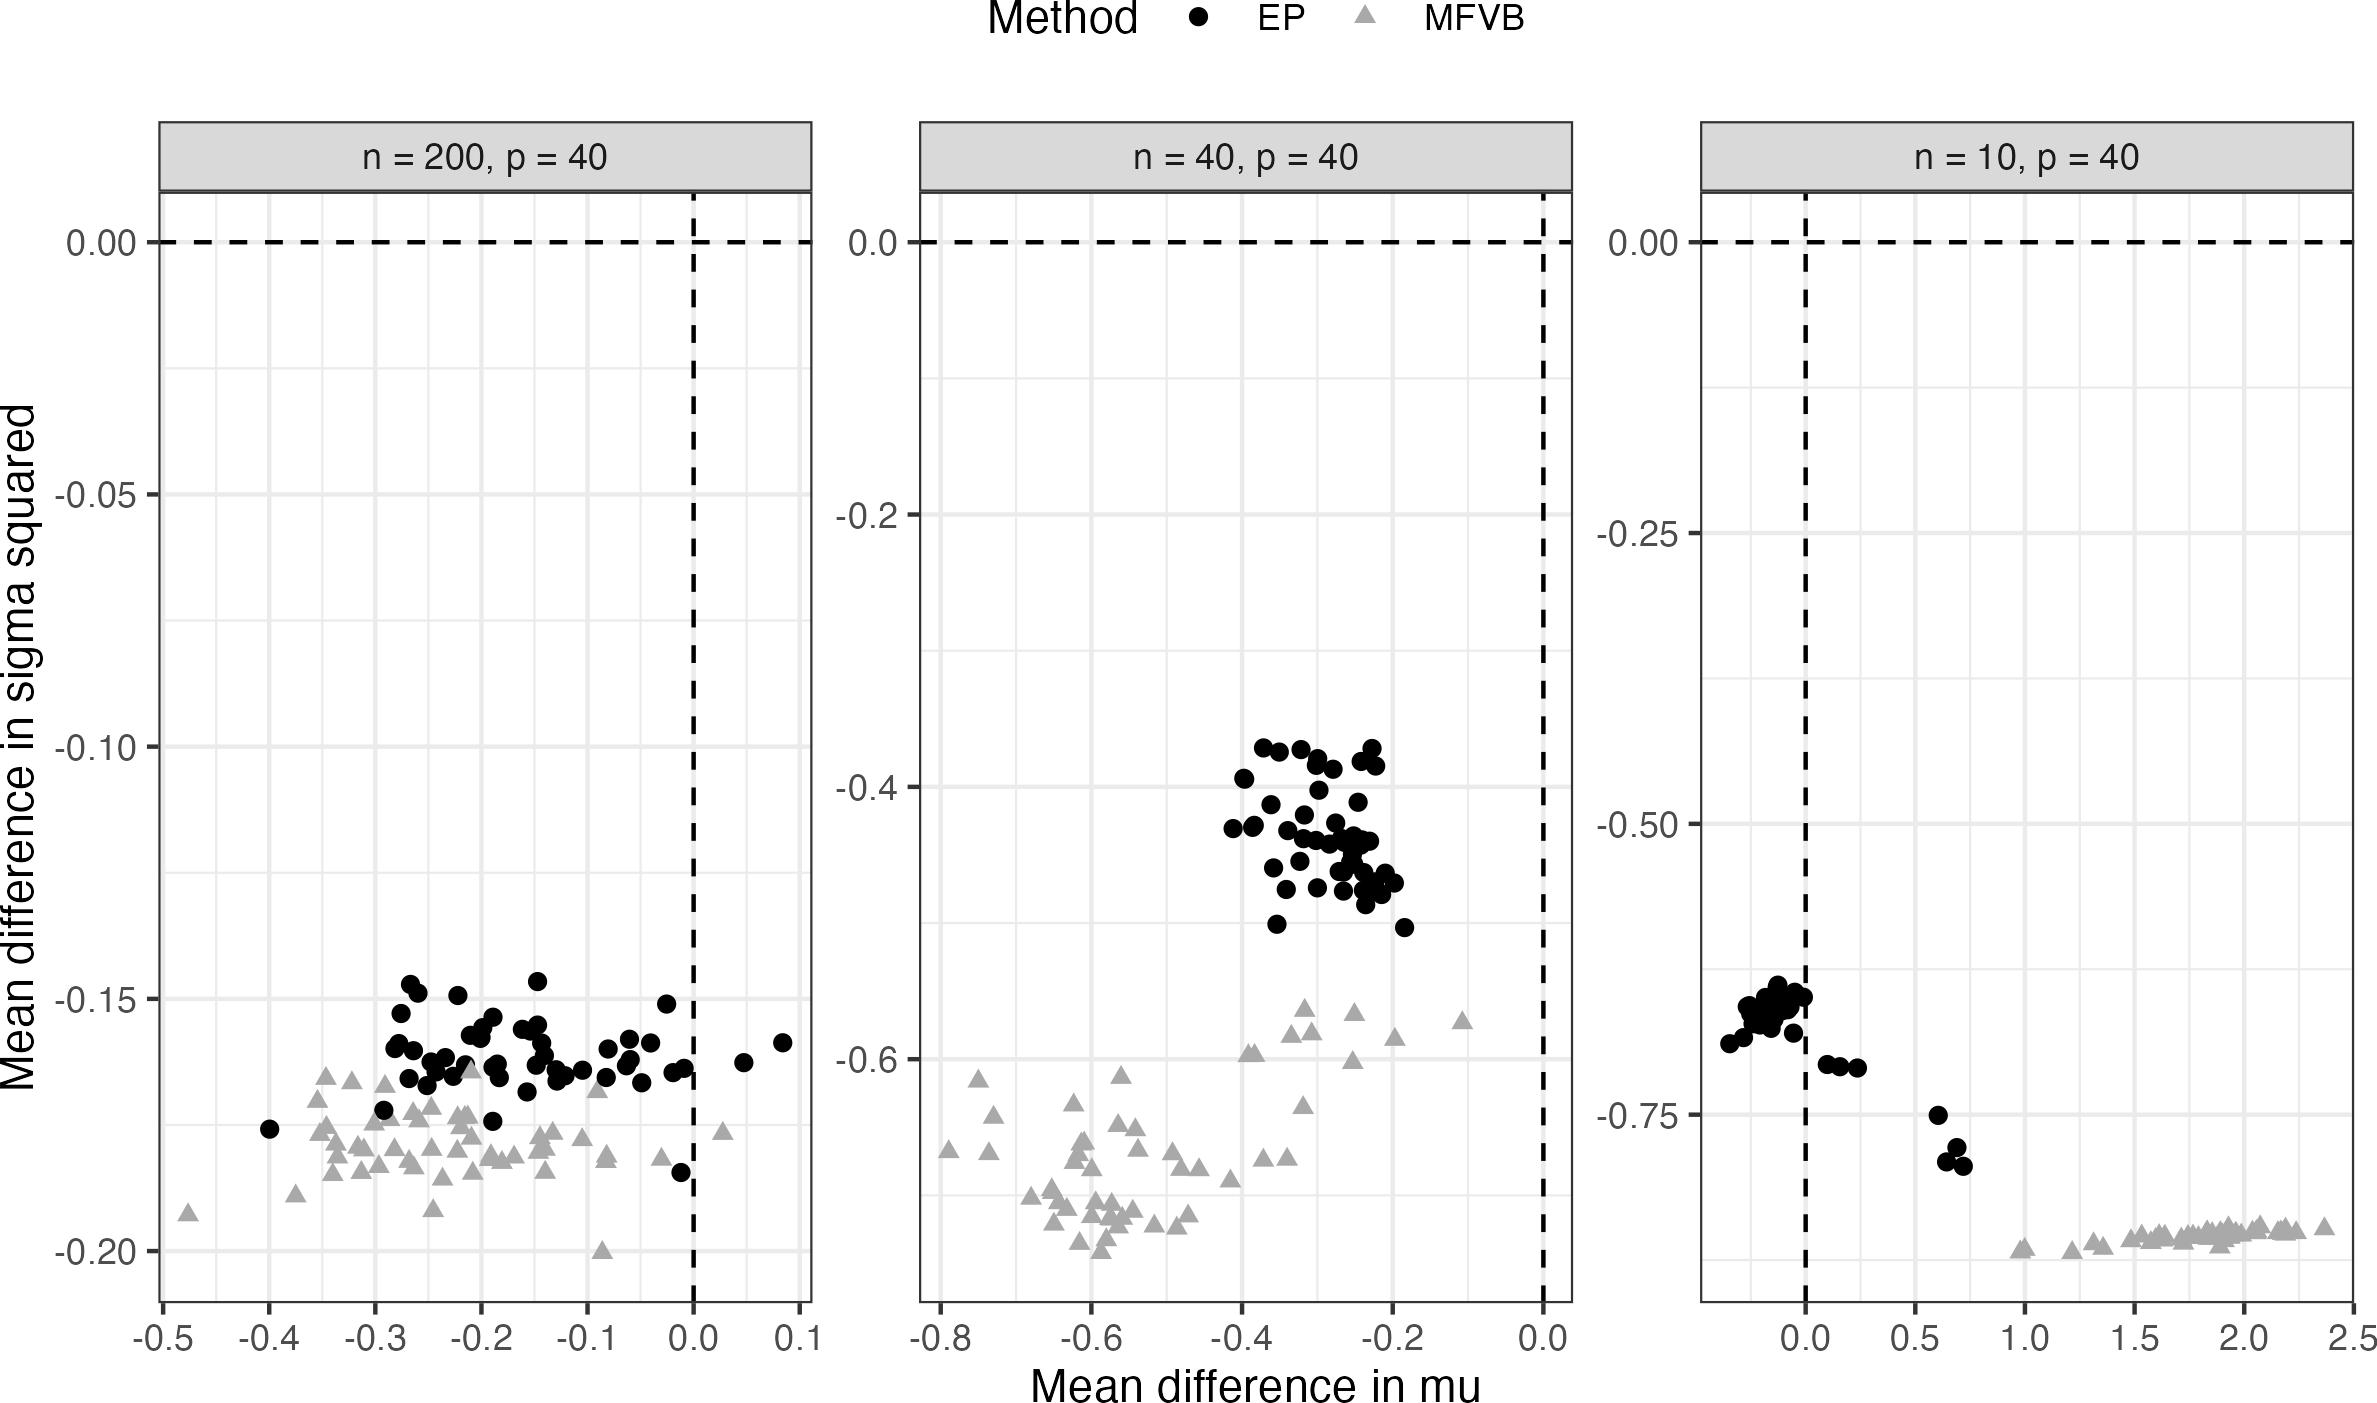 Method EP MFVB
n = 200, p = 40 n = 40, p = 40 n = 10, p = 40
Mean difference in sigma squared
0.00
-0.05
-0.10
-0.15
-0.20
0.0
-0.2
-0.4
-0.6
0.00
-0.25
-0.50
-0.75
-0.5 -0.4 -0.3 -0.2 -0.1 0.0 0.1
-0.8 -0.6 -0.4 -0.2 0.0
0.0 0.5 1.0 1.5 2.0 2.5
Mean difference in mu